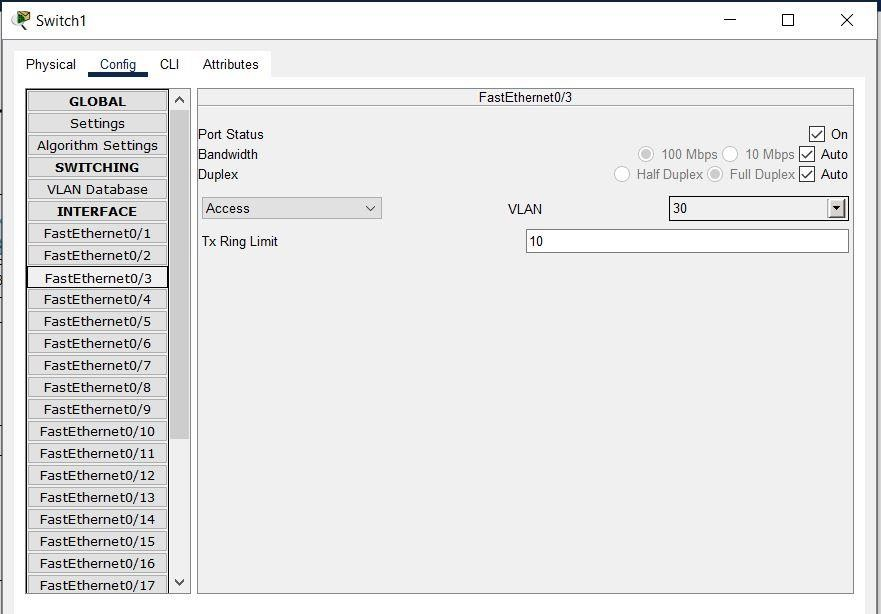 Switch1
Physical Config CLI Attributes
GLOBAL
Settings
Algorithm Settings
SWITCHING
VLAN Database
INTERFACE
FastEthernet0/1
FastEthernet0/2
FastEthernet0/3
FastEthernet0/4
FastEthernet0/5
FastEthernet0/6
FastEthernet0/7
FastEthernet0/8
FastEthernet0/9
FastEthernet0/10
FastEthernet0/11
FastEthernet0/12
FastEthernet0/13
FastEthernet0/14
FastEthernet0/15
FastEthernet0/16
FastEthernet0/17
FastEthernet0/3
Port Status On
Bandwidth 100 Mbps 10 Mbps Auto
Duplex Half Duplex Full Duplex Auto
Access VLAN 30
Tx Ring Limit 10